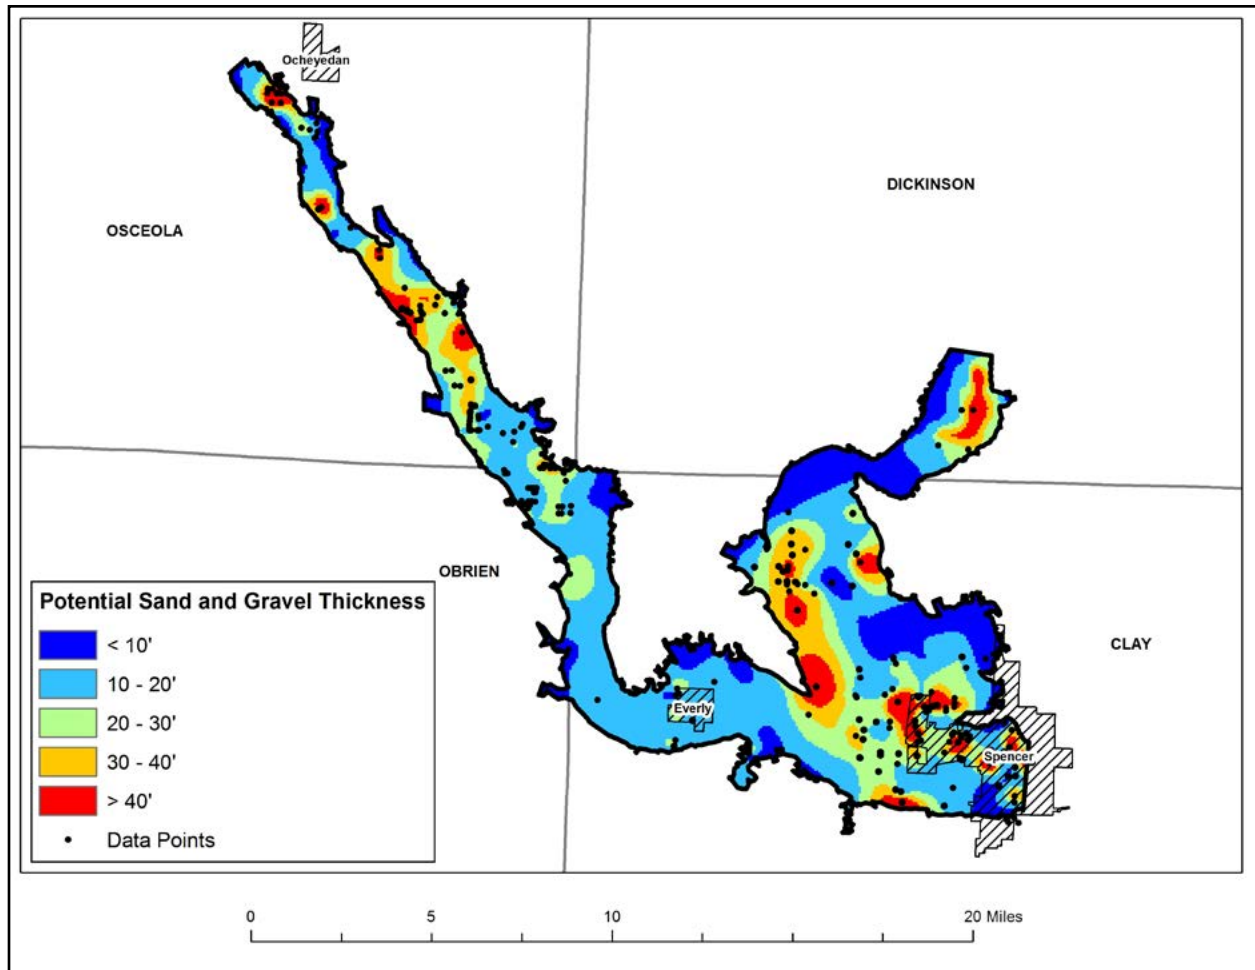 Ocheyedan
DICKINSON
OSCEOLA
OBRIEN
CLAY
Everly
Spencer
Potential Sand and Gravel Thickness
< 10'
10 - 20'
20 - 30'
30 - 40'
> 40'
Data Points
0 5 10 20 Miles